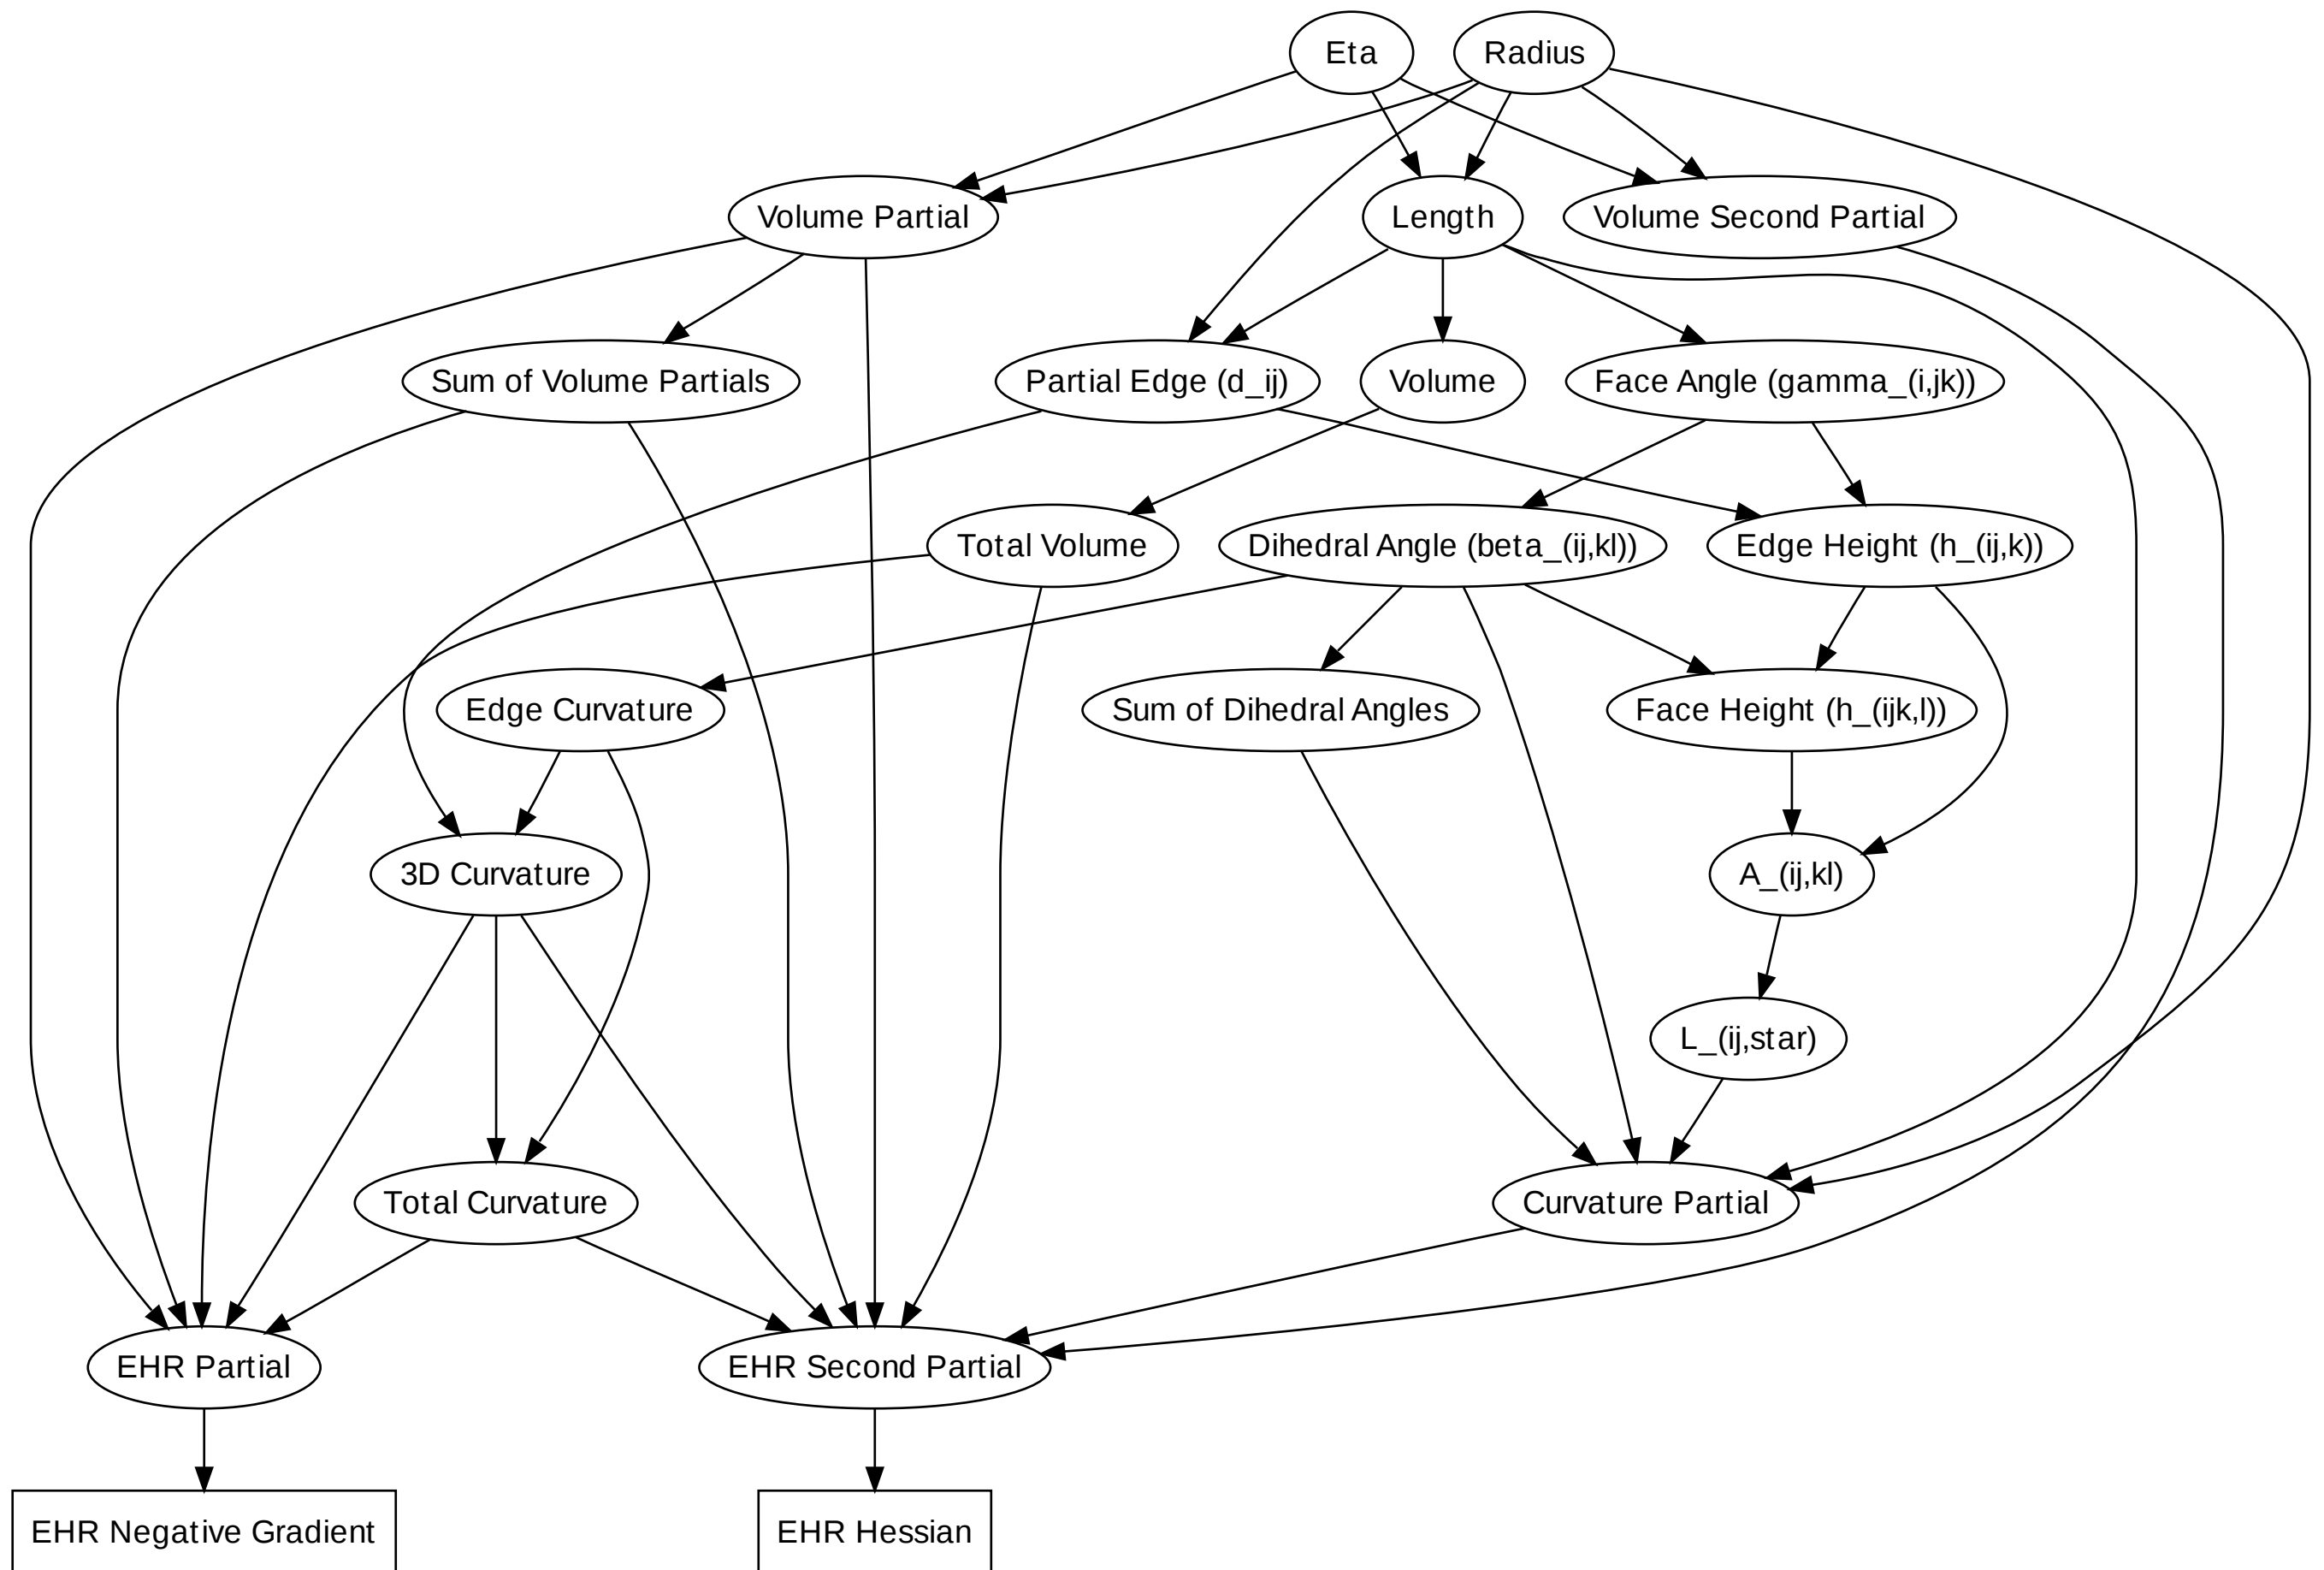 Eta
Radius
Volume Partial
Length
Volume Second Partial
Sum of Volume Partials
Partial Edge (d_ij)
Volume
Face Angle (gamma_(i,jk))
Total Volume
Dihedral Angle (beta_(ij,kl))
Edge Height (h_(ij,k))
Edge Curvature
Sum of Dihedral Angles
Face Height (h_(ijk,l))
3D Curvature
A_(ij,kl)
L_(ij,star)
Total Curvature
Curvature Partial
EHR Partial
EHR Second Partial
EHR Negative Gradient
EHR Hessian